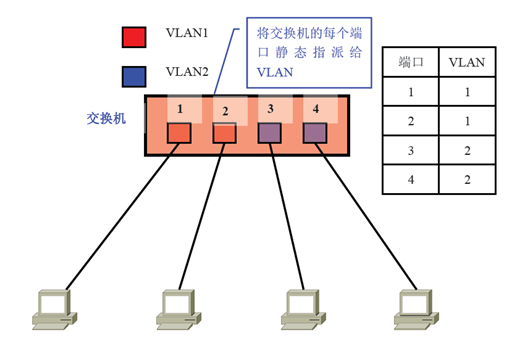 VLAN1
VLAN2
将交换机的每个端
口静态指派给
VLAN
交换机
1 2 3 4
端口 VLAN
1 1
2 1
3 2
4 2